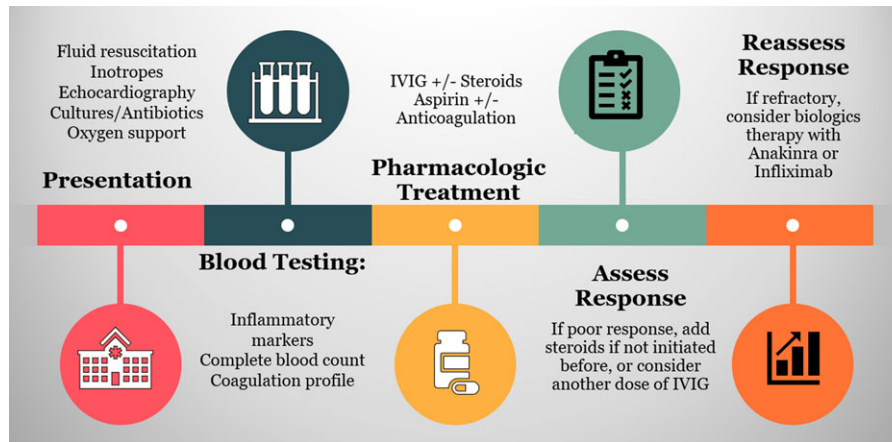 Fluid resuscitation
Inotropes
Echocardiography
Cultures/Antibiotics
Oxygen support
Presentation
Blood Testing:
Inflammatory
markers
Complete blood count
Coagulation profile
IVIG +/- Steroids
Aspirin +/-
Anticoagulation
Pharmacologic
Treatment
Assess
Response
If poor response, add
steroids if not initiated
before, or consider
another dose of IVIG
Reassess
Response
If refractory,
consider biologics
therapy with
Anakinra or
Infliximab